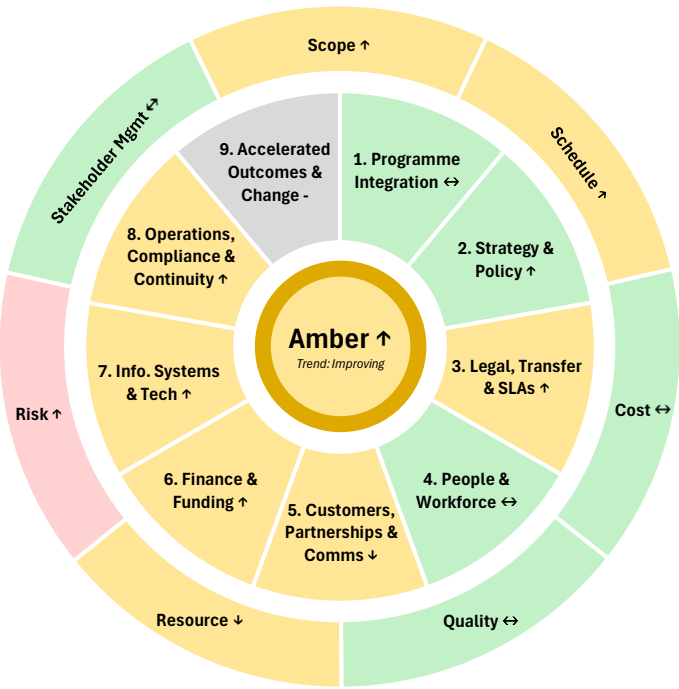 Scope ↑
Schedule ↑
Cost ↔
Quality ↔
Resource ↓
Risk ↑
Stakeholder Mgmt ↔
1. Programme
Integration ↔
2. Strategy &
Policy ↑
3. Legal, Transfer
& SLAs ↑
4. People &
Workforce ↔
5. Customers,
Partnerships &
Comms ↓
6. Finance &
Funding ↑
7. Info. Systems
& Tech ↑
8. Operations,
Compliance &
Continuity ↑
9. Accelerated
Outcomes &
Change -
Amber ↑
Trend: Improving